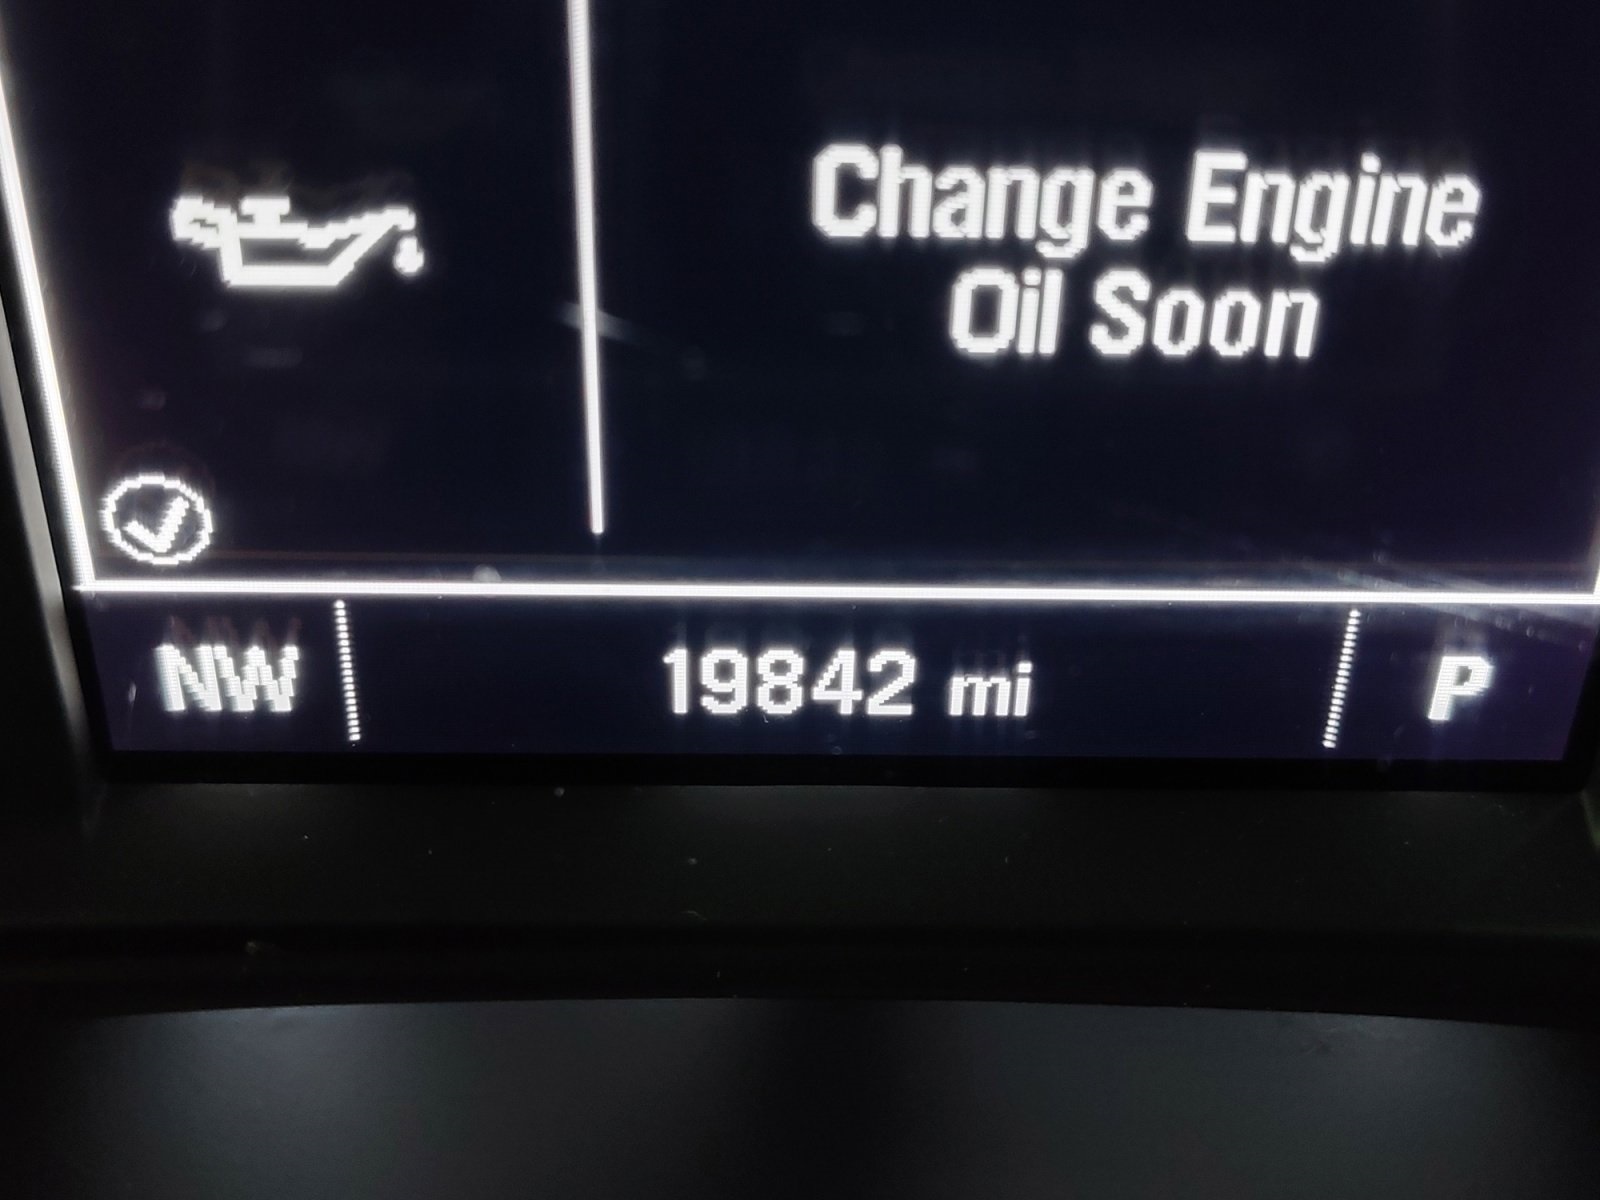 Change Engine
Oil Soon
NW
19842 mi
P